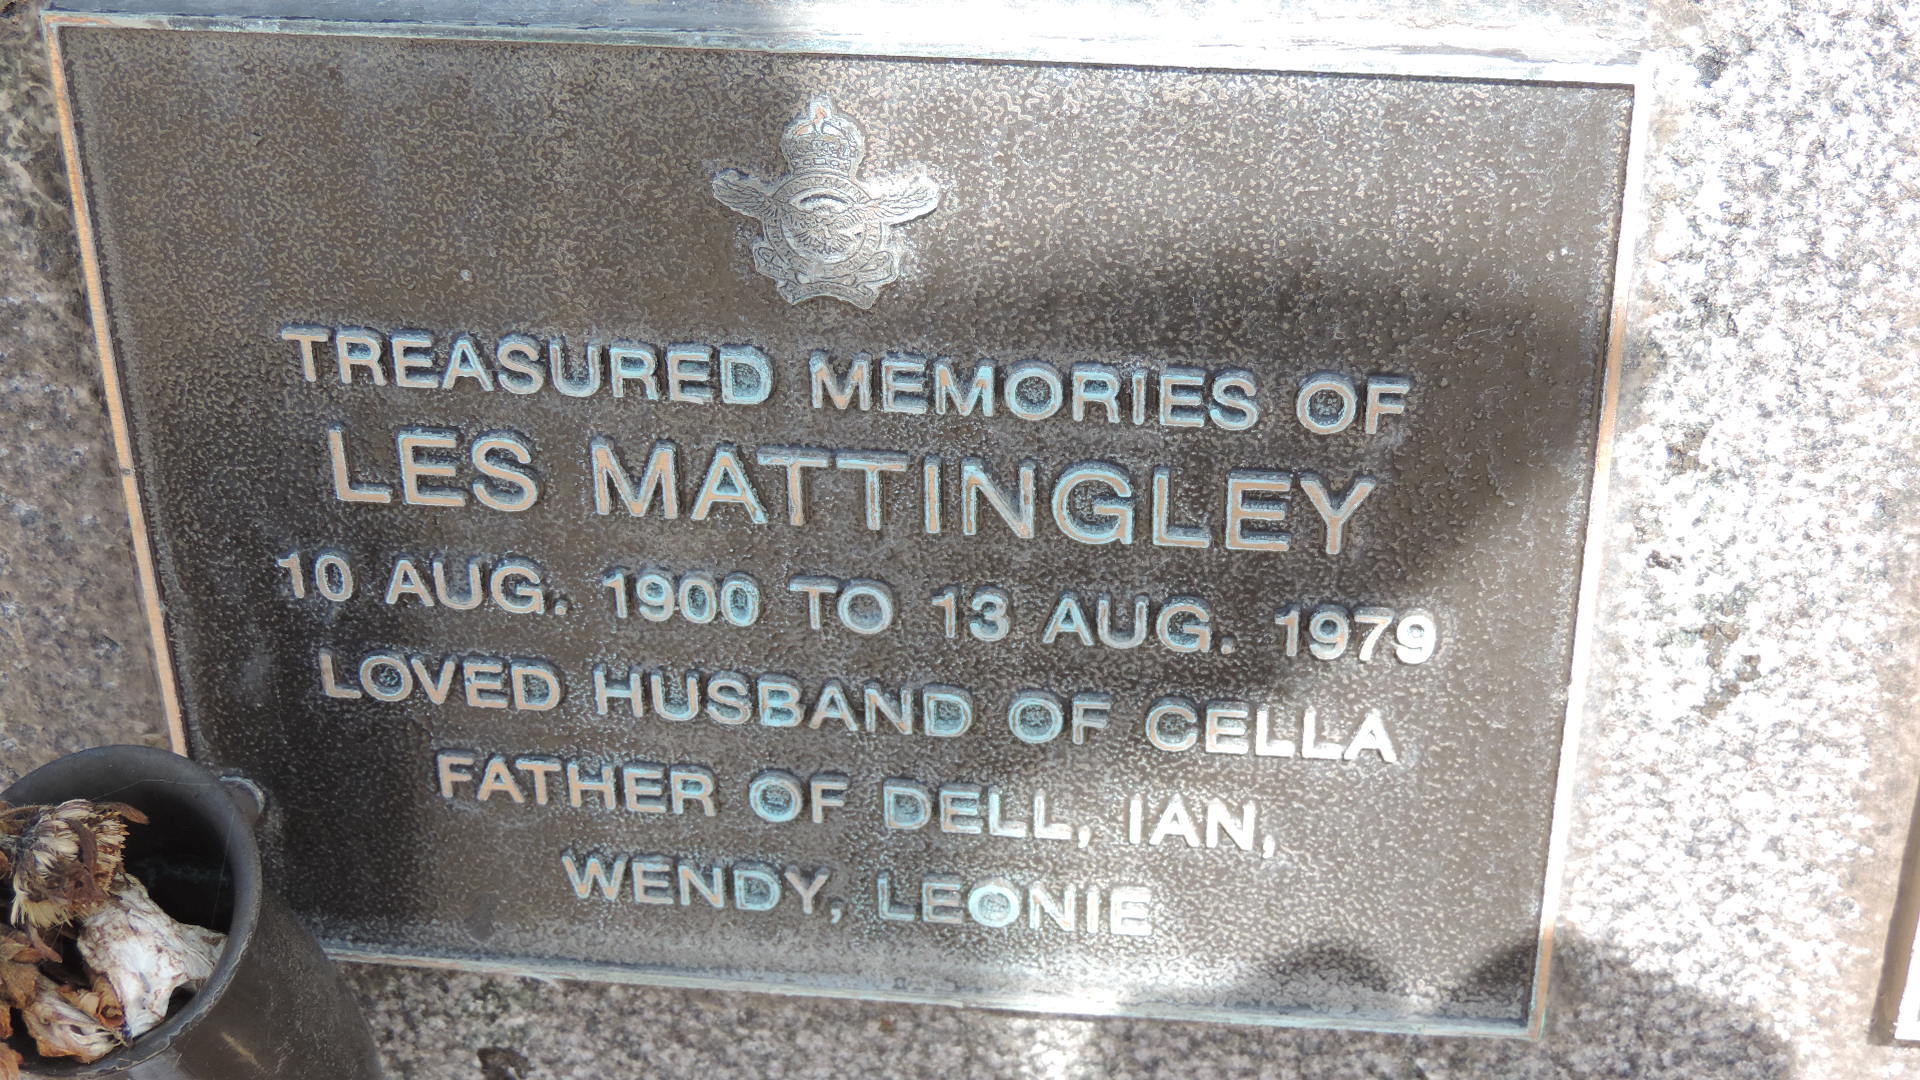 TREASURED MEMORIES OF
LES MATTINGLEY
10 AUG. 1900 TO 13 AUG. 1979
LOVED HUSBAND OF CELLA
FATHER OF DELL, IAN,
WENDY, LEONIE